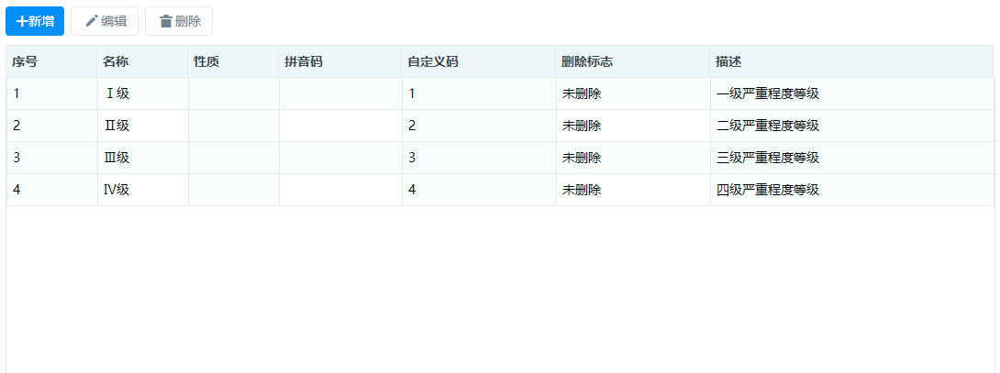 新增 编辑 删除
序号 名称 性质 拼音码 自定义码 删除标志 描述
1 Ⅰ级 1 未删除 一级严重程度等级
2 Ⅱ级 2 未删除 二级严重程度等级
3 Ⅲ级 3 未删除 三级严重程度等级
4 Ⅳ级 4 未删除 四级严重程度等级